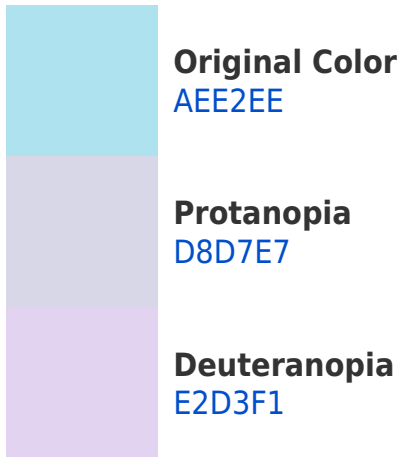 Original Color
AEE2EE
Protanopia
D8D7E7
Deuteranopia
E2D3F1